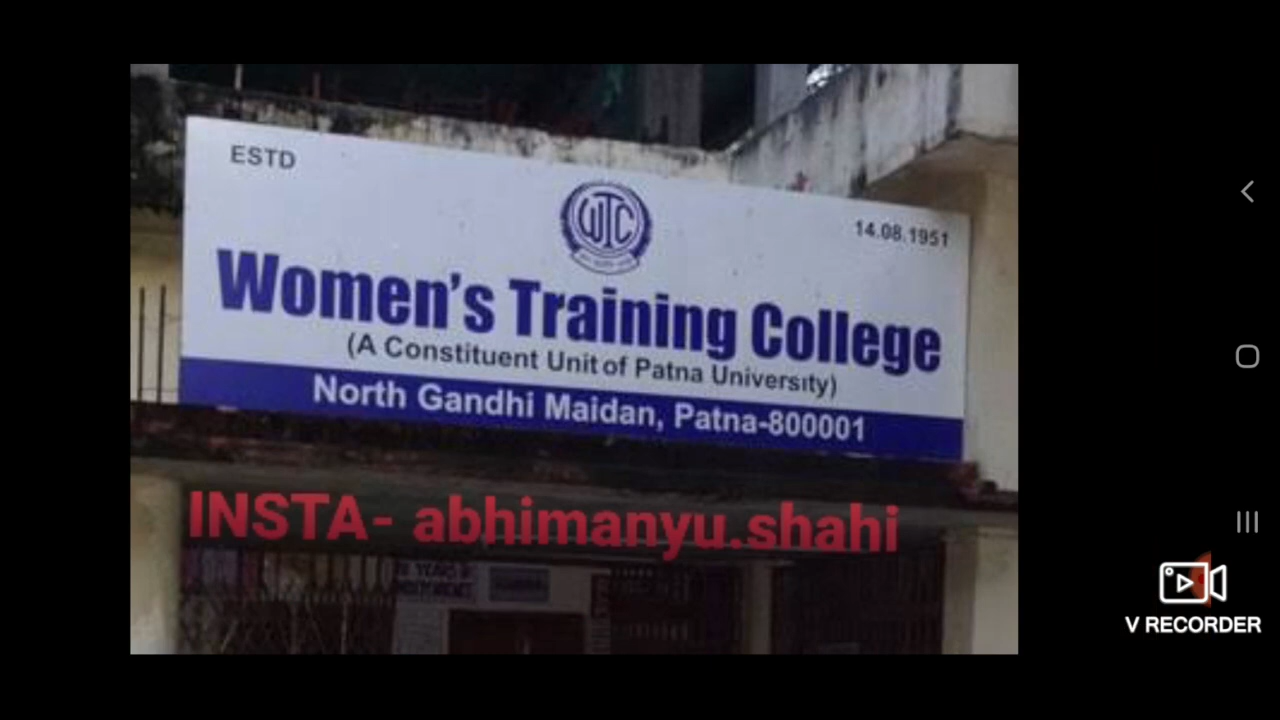 ESTD
WTC
14.08.1951
Women's Training College
(A Constituent Unit of Patna University)
North Gandhi Maidan, Patna-800001
INSTA- abhimanyu.shahi
V RECORDER